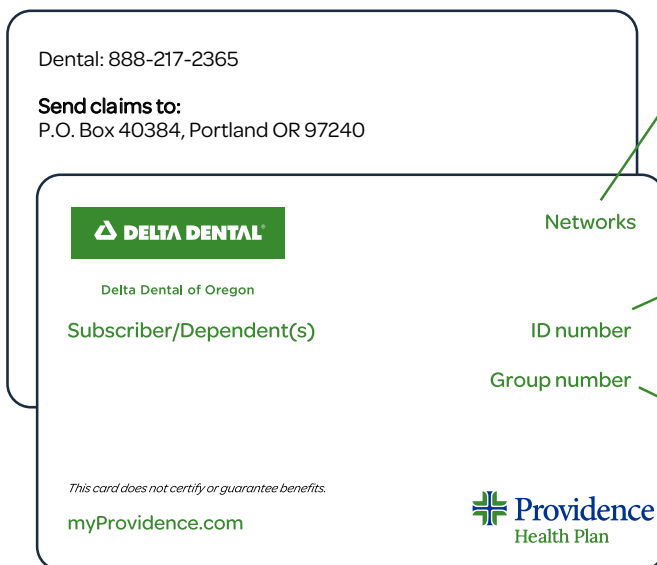 Dental: 888-217-2365
Send claims to:
P.O. Box 40384, Portland OR 97240
DELTA DENTAL®
Networks
Delta Dental of Oregon
Subscriber/Dependent(s)
ID number
Group number
This card does not certify or guarantee benefits.
myProvidence.com
Providence
Health Plan